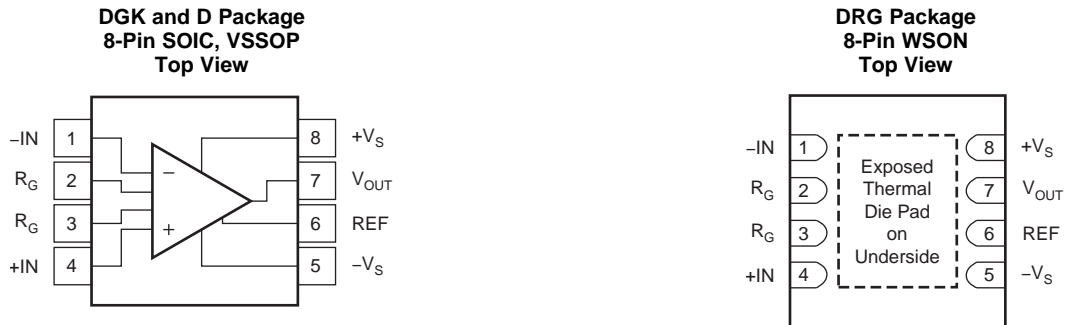 DGK and D Package
8-Pin SOIC, VSSOP
Top View
–IN 1
RG 2
RG 3
+IN 4
8 +VS
7 VOUT
6 REF
5 –VS
–
+
DRG Package
8-Pin WSON
Top View
–IN 1
RG 2
RG 3
+IN 4
Exposed
Thermal
Die Pad
on
Underside
8 +VS
7 VOUT
6 REF
5 –VS